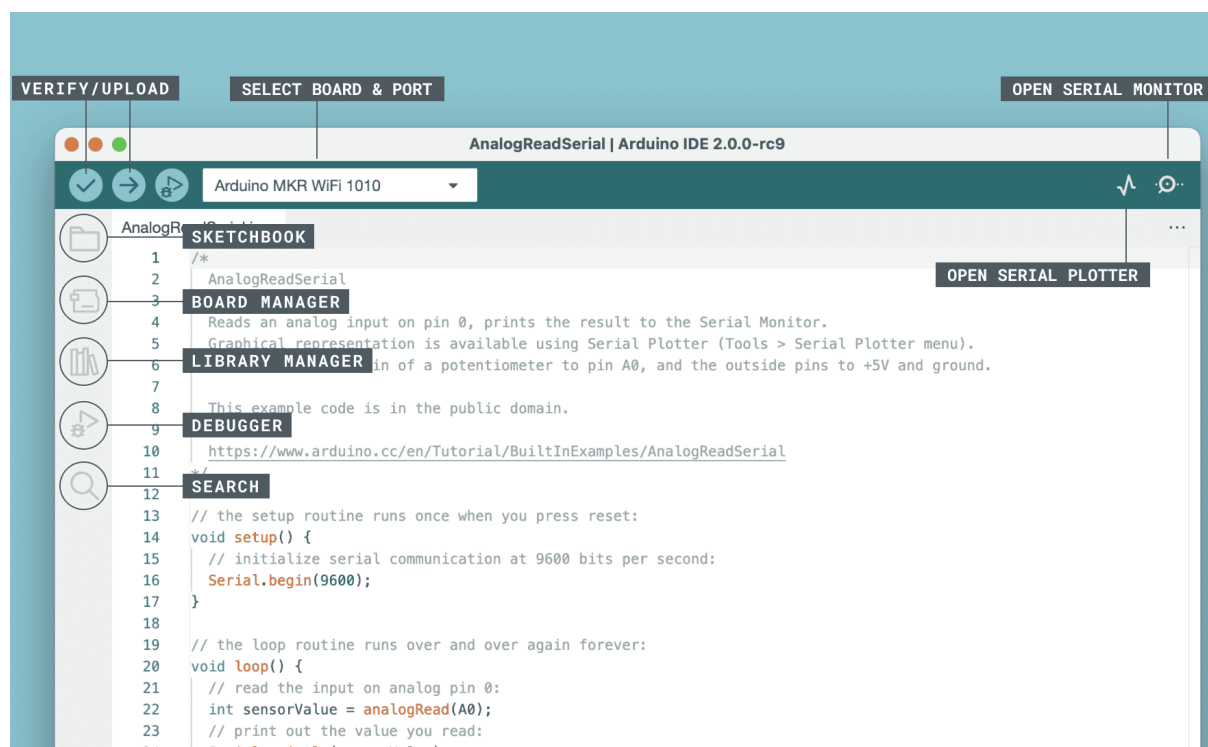 VERIFY/UPLOAD
SELECT BOARD & PORT
OPEN SERIAL MONITOR
AnalogReadSerial | Arduino IDE 2.0.0-rc9
Arduino MKR WiFi 1010
SKETCHBOOK
OPEN SERIAL PLOTTER
BOARD MANAGER
LIBRARY MANAGER
DEBUGGER
SEARCH
1 /*
2 AnalogReadSerial
3
4 Reads an analog input on pin 0, prints the result to the Serial Monitor.
5 Graphical representation is available using Serial Plotter (Tools > Serial Plotter menu).
6 of a potentiometer to pin A0, and the outside pins to +5V and ground.
7
8 This example code is in the public domain.
9
10 https://www.arduino.cc/en/Tutorial/BuiltInExamples/AnalogReadSerial
11 */
12
13 // the setup routine runs once when you press reset:
14 void setup() {
15 // initialize serial communication at 9600 bits per second:
16 Serial.begin(9600);
17 }
18
19 // the loop routine runs over and over again forever:
20 void loop() {
21 // read the input on analog pin 0:
22 int sensorValue = analogRead(A0);
23 // print out the value you read: